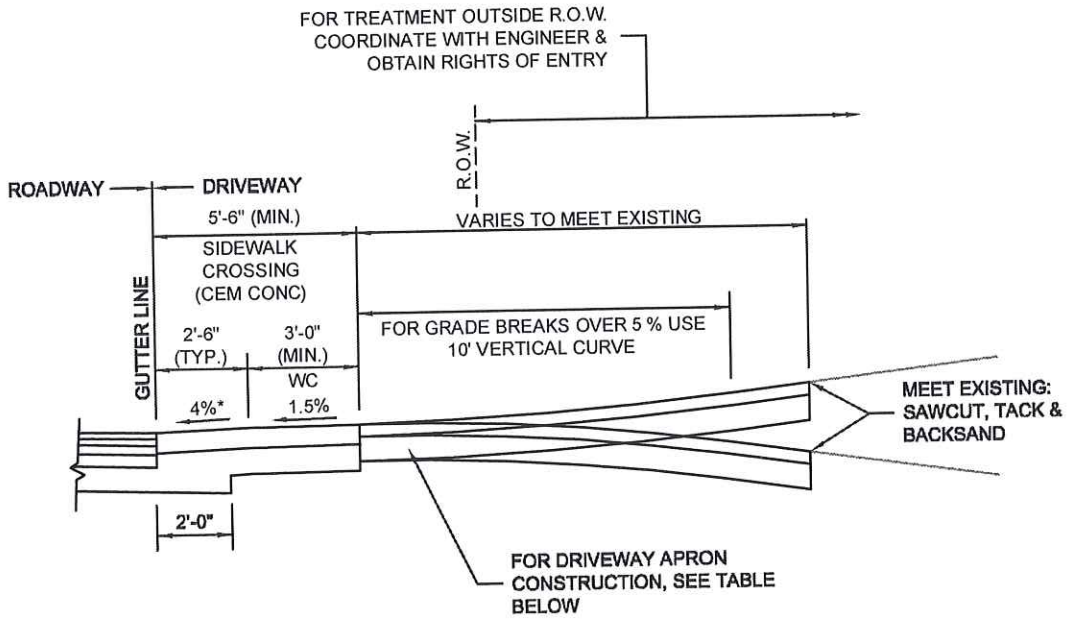 FOR TREATMENT OUTSIDE R.O.W.
COORDINATE WITH ENGINEER &
OBTAIN RIGHTS OF ENTRY
R.O.W.
ROADWAY
DRIVEWAY
5'-6" (MIN.)
VARIES TO MEET EXISTING
SIDEWALK
CROSSING
(CEM CONC)
GUTTER LINE
2'-6"
(TYP.)
3'-0"
(MIN.)
FOR GRADE BREAKS OVER 5 % USE
10' VERTICAL CURVE
WC
4%*
1.5%
MEET EXISTING:
SAWCUT, TACK &
BACKSAND
2'-0"
FOR DRIVEWAY APRON
CONSTRUCTION, SEE TABLE
BELOW